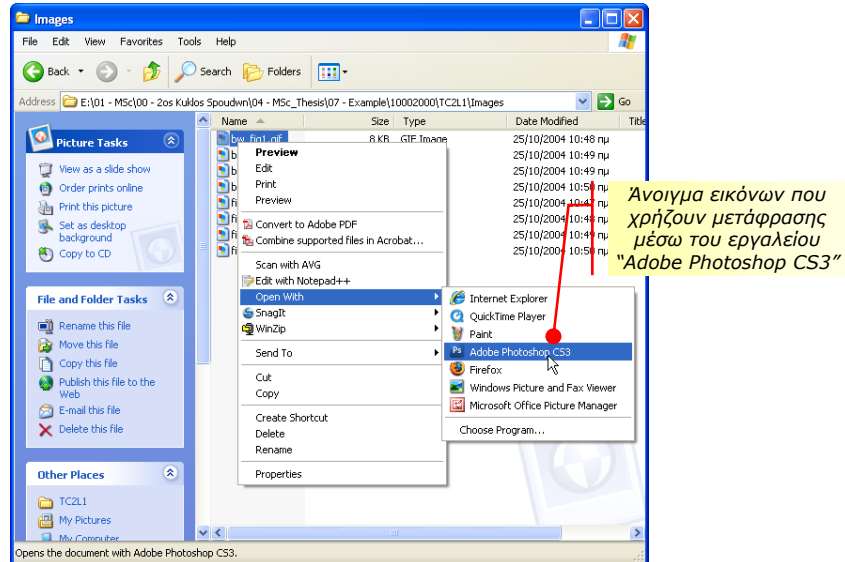 Images
File Edit View Favorites Tools Help
Back Search Folders
Address E:\01 - MSc\00 - 2os Kuklos Spoudwn\04 - MSc_Thesis\07 - Example\10002000\TC2L1\Images Go
Name Size Type Date Modified Title
Picture Tasks
View as a slide show
Order prints online
Print this picture
Set as desktop
background
Copy to CD
File and Folder Tasks
Rename this file
Move this file
Copy this file
Publish this file to the
Web
E-mail this file
Delete this file
Other Places
TC2L1
My Pictures
My Computer
bw_fig1.gif 8 KB GIF Image 25/10/2004 10:48 πμ
25/10/2004 10:49 πμ
25/10/2004 10:49 πμ
25/10/2004 10:50 πμ
25/10/2004 10:47 πμ
25/10/2004 10:48 πμ
25/10/2004 10:49 πμ
25/10/2004 10:50 πμ
Preview
Edit
Print
Preview
Convert to Adobe PDF
Combine supported files in Acrobat...
Scan with AVG
Edit with Notepad++
Open With
SnagIt
WinZip
Send To
Cut
Copy
Create Shortcut
Delete
Rename
Properties
Internet Explorer
QuickTime Player
Paint
Adobe Photoshop CS3
Firefox
Windows Picture and Fax Viewer
Microsoft Office Picture Manager
Choose Program...
Άνοιγμα εικόνων που
χρήζουν μετάφρασης
μέσω του εργαλείου
“Adobe Photoshop CS3”
Opens the document with Adobe Photoshop CS3.